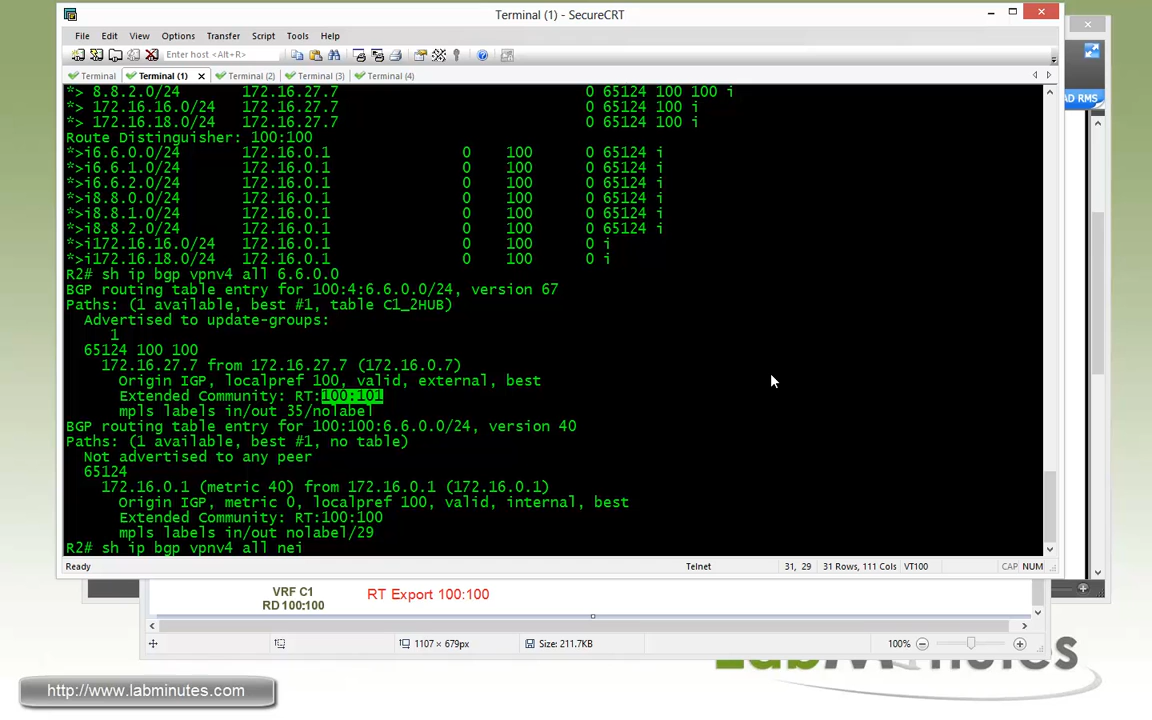 Terminal (1) - SecureCRT
File Edit View Options Transfer Script Tools Help
Enter host <Alt+R>
Terminal Terminal (1) Terminal (2) Terminal (3) Terminal (4)
AD RMS
*> 8.8.2.0/24 172.16.27.7 0 65124 100 100 i
*> 172.16.16.0/24 172.16.27.7 0 65124 100 i
*> 172.16.18.0/24 172.16.27.7 0 65124 100 i
Route Distinguisher: 100:100
*>i6.6.0.0/24 172.16.0.1 0 100 0 65124 i
*>i6.6.1.0/24 172.16.0.1 0 100 0 65124 i
*>i6.6.2.0/24 172.16.0.1 0 100 0 65124 i
*>i8.8.0.0/24 172.16.0.1 0 100 0 65124 i
*>i8.8.1.0/24 172.16.0.1 0 100 0 65124 i
*>i8.8.2.0/24 172.16.0.1 0 100 0 65124 i
*>i172.16.16.0/24 172.16.0.1 0 100 0 i
*>i172.16.18.0/24 172.16.0.1 0 100 0 i
R2# sh ip bgp vpnv4 all 6.6.0.0
BGP routing table entry for 100:4:6.6.0.0/24, version 67
Paths: (1 available, best #1, table C1_2HUB)
Advertised to update-groups:
1
65124 100 100
172.16.27.7 from 172.16.27.7 (172.16.0.7)
Origin IGP, localpref 100, valid, external, best
Extended Community: RT:100:101
mpls labels in/out 35/nolabel
BGP routing table entry for 100:100:6.6.0.0/24, version 40
Paths: (1 available, best #1, no table)
Not advertised to any peer
65124
172.16.0.1 (metric 40) from 172.16.0.1 (172.16.0.1)
Origin IGP, metric 0, localpref 100, valid, internal, best
Extended Community: RT:100:100
mpls labels in/out nolabel/29
R2# sh ip bgp vpnv4 all nei
Ready Telnet 31, 29 31 Rows, 111 Cols VT100 CAP NUM
VRF C1 RT Export 100:100
RD 100:100
1107 × 679px Size: 211.7KB 100%
LabMinutes
http://www.labminutes.com